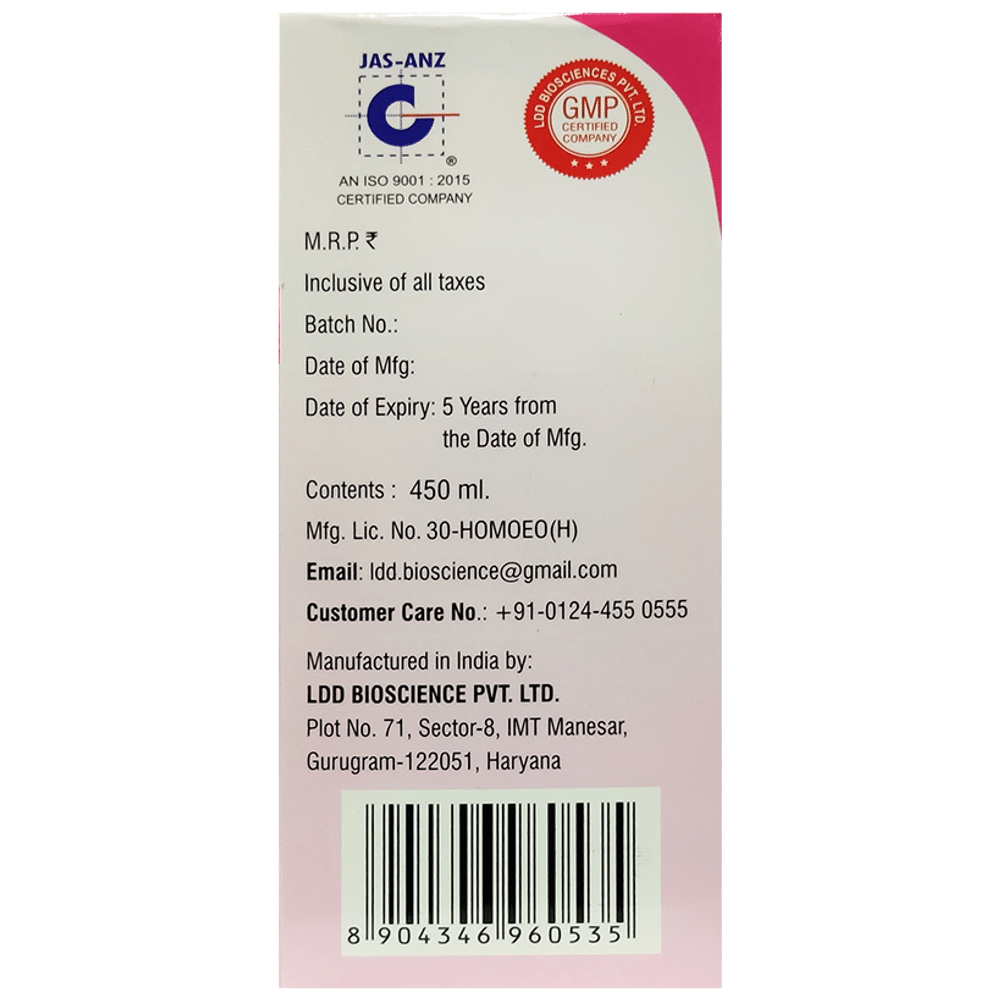 JAS-ANZ
®
AN ISO 9001 : 2015
CERTIFIED COMPANY
LDD BIOSCIENCES PVT. LTD.
GMP
CERTIFIED
COMPANY
M.R.P. ₹
Inclusive of all taxes
Batch No.:
Date of Mfg:
Date of Expiry: 5 Years from
the Date of Mfg.
Contents : 450 ml.
Mfg. Lic. No. 30-HOMOEO(H)
Email: ldd.bioscience@gmail.com
Customer Care No.: +91-0124-455 0555
Manufactured in India by:
LDD BIOSCIENCE PVT. LTD.
Plot No. 71, Sector-8, IMT Manesar,
Gurugram-122051, Haryana
8 904346 960535